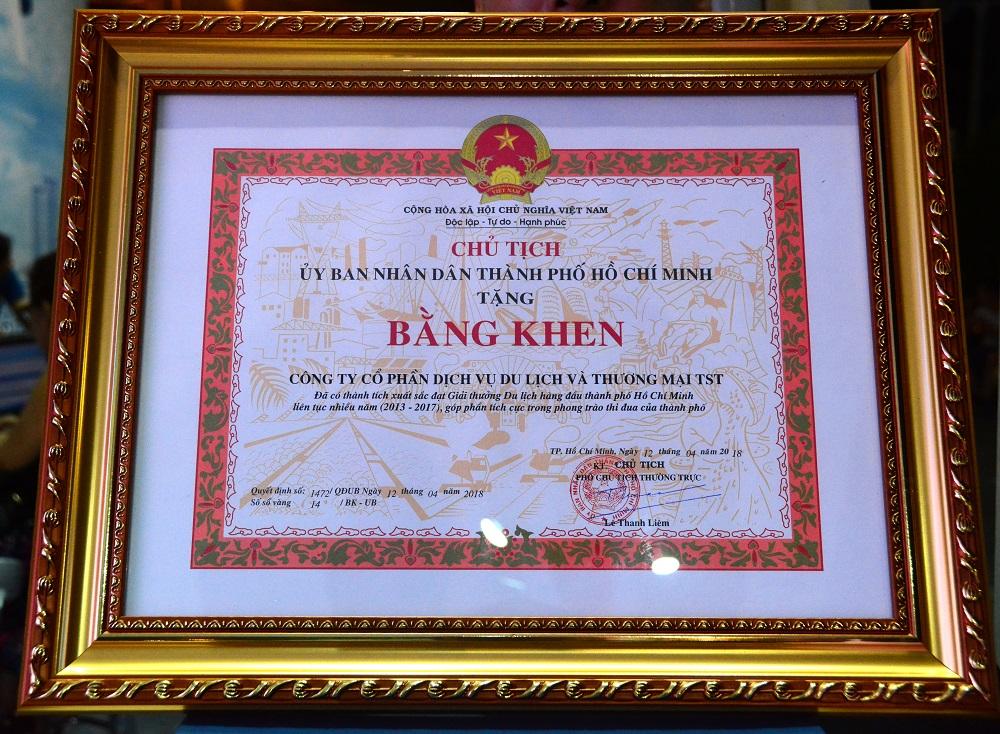 VIỆT NAM
CỘNG HÒA XÃ HỘI CHỦ NGHĨA VIỆT NAM
Độc lập - Tự do - Hạnh phúc
CHỦ TỊCH
ỦY BAN NHÂN DÂN THÀNH PHỐ HỒ CHÍ MINH
TẶNG
BẰNG KHEN
CÔNG TY CỔ PHẦN DỊCH VỤ DU LỊCH VÀ THƯƠNG MẠI TST
Đã có thành tích xuất sắc đạt Giải thưởng Du lịch hàng đầu thành phố Hồ Chí Minh
liên tục nhiều năm (2013 - 2017), góp phần tích cực trong phong trào thi đua của thành phố
TP. Hồ Chí Minh, Ngày 12 tháng 04 năm 2018
KT. CHỦ TỊCH
PHÓ CHỦ TỊCH THƯỜNG TRỰC
Quyết định số: 1472/ QĐUB Ngày 12 tháng 04 năm 2018
Số sổ vàng 14 / BK - UB
Lê Thanh Liêm